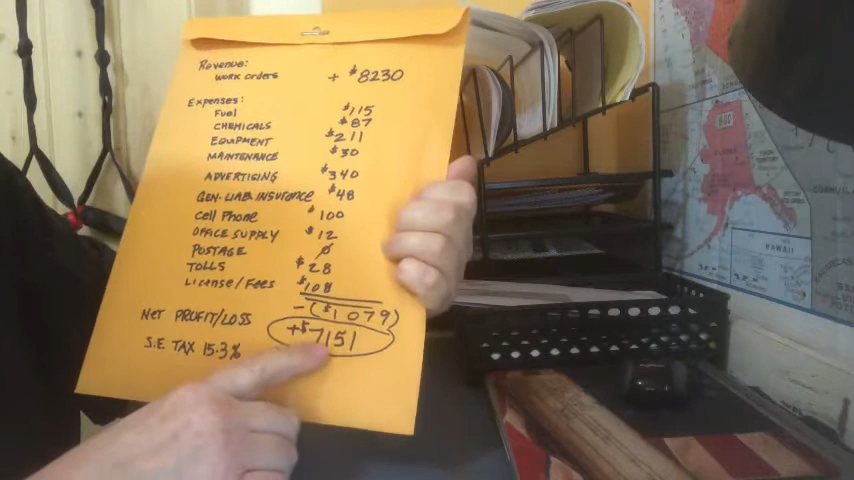 Revenue:
work orders + $8230
Expenses:
Fuel $115
CHEMICALS $87
EQUIPMENT $211
MAINTENANCE $30
ADVERTISING $340
GEN. LIAB. INSURANCE $48
Cell Phone $100
OFFICE SUPPLY $12
POSTAGE Ø
TOLLS $28
License/Fees $108
-($1079)
NET PROFIT/LOSS +$7151
S.E TAX 15.3%
HAWAII